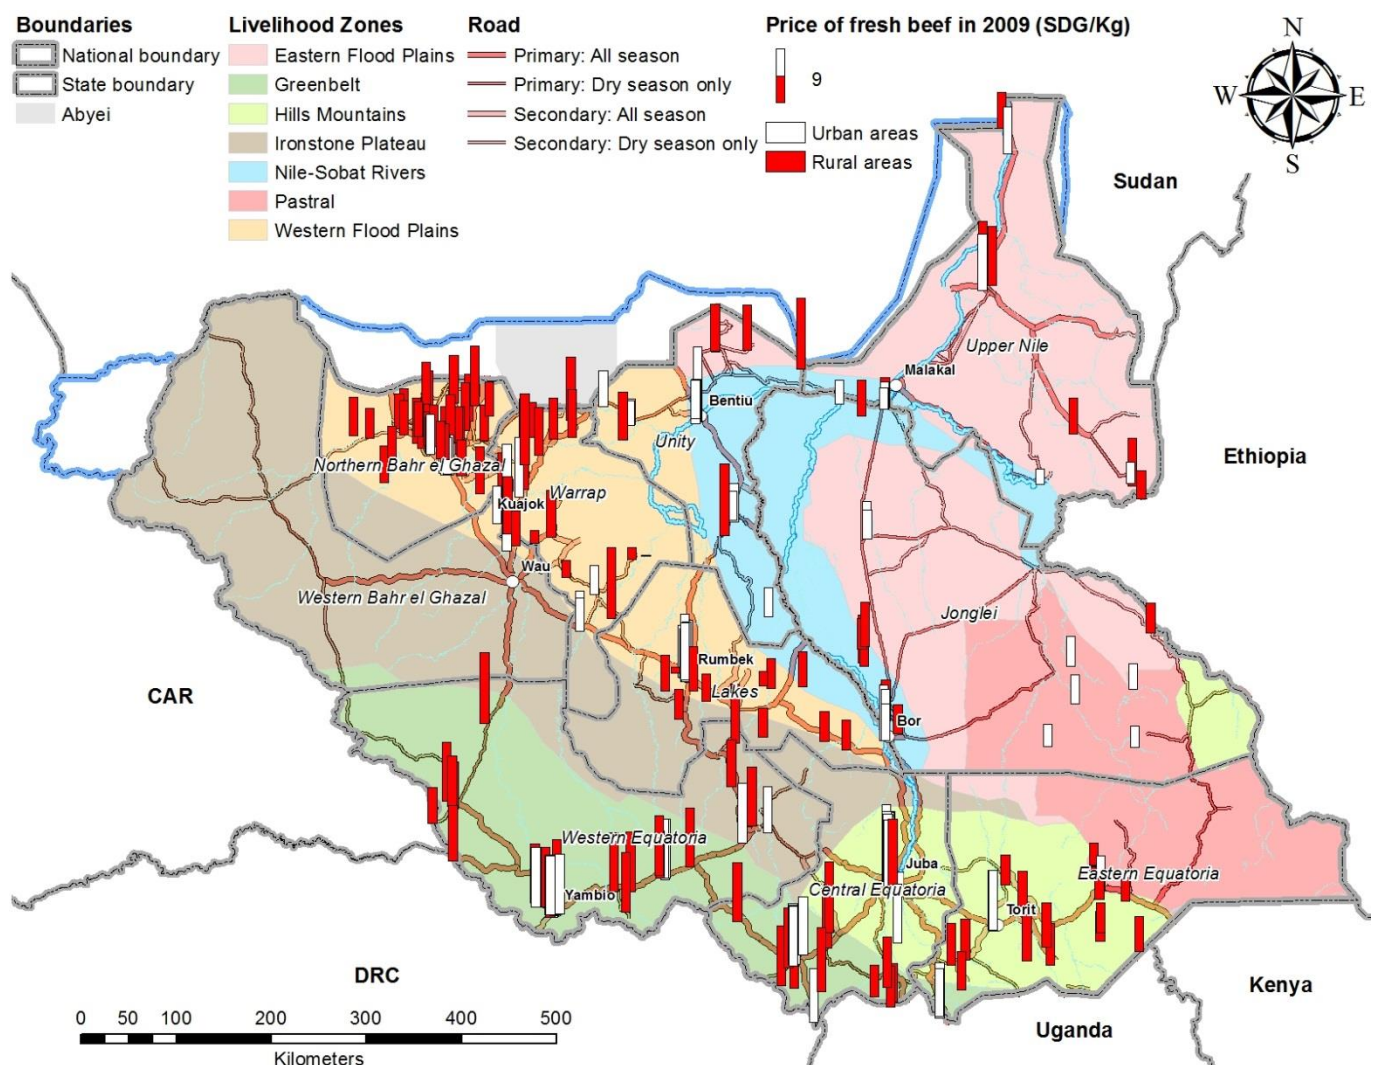 Boundaries
National boundary
State boundary
Abyei
Livelihood Zones
Eastern Flood Plains
Greenbelt
Hills Mountains
Ironstone Plateau
Nile-Sobat Rivers
Pastral
Western Flood Plains
Road
Primary: All season
Primary: Dry season only
Secondary: All season
Secondary: Dry season only
Price of fresh beef in 2009 (SDG/Kg)
9
Urban areas
Rural areas
N
W E
S
Sudan
Upper Nile
Malakal
Bentiu
Unity
Ethiopia
Northern Bahr el Ghazal
Warrap
Kuajok
Wau
Western Bahr el Ghazal
Jonglei
Rumbek
Lakes
CAR
Bor
Western Equatoria
Juba
Central Equatoria
Eastern Equatoria
Yambio
Torit
DRC
Kenya
Uganda
0 50 100 200 300 400 500
Kilometers